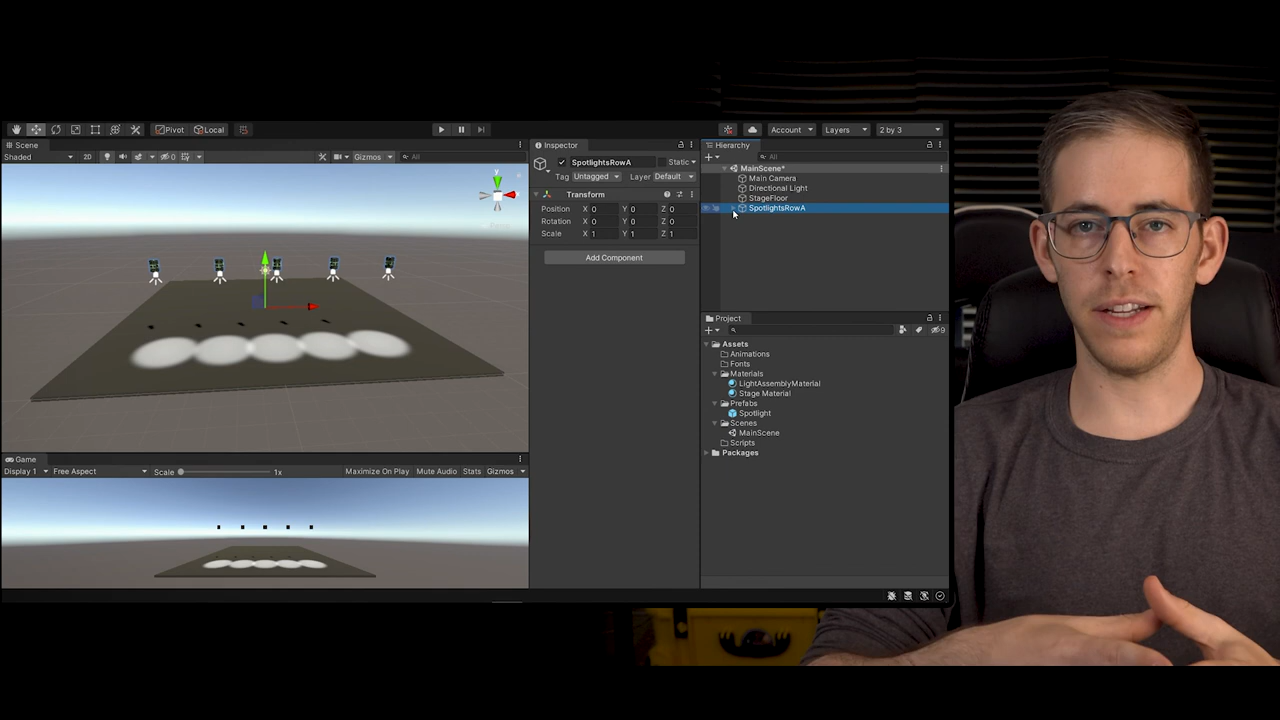 Pivot Local
Account Layers 2 by 3
Scene
Shaded 2D 0 Gizmos All
y
x
Inspector
SpotlightsRowA Static
Tag Untagged Layer Default
Transform
Position X 0 Y 0 Z 0
Rotation X 0 Y 0 Z 0
Scale X 1 Y 1 Z 1
Add Component
Hierarchy
All
MainScene*
Main Camera
Directional Light
StageFloor
SpotlightsRowA
Project
9
Assets
Animations
Fonts
Materials
LightAssemblyMaterial
Stage Material
Prefabs
Spotlight
Scenes
MainScene
Scripts
Packages
Game
Display 1 Free Aspect Scale 1x Maximize On Play Mute Audio Stats Gizmos